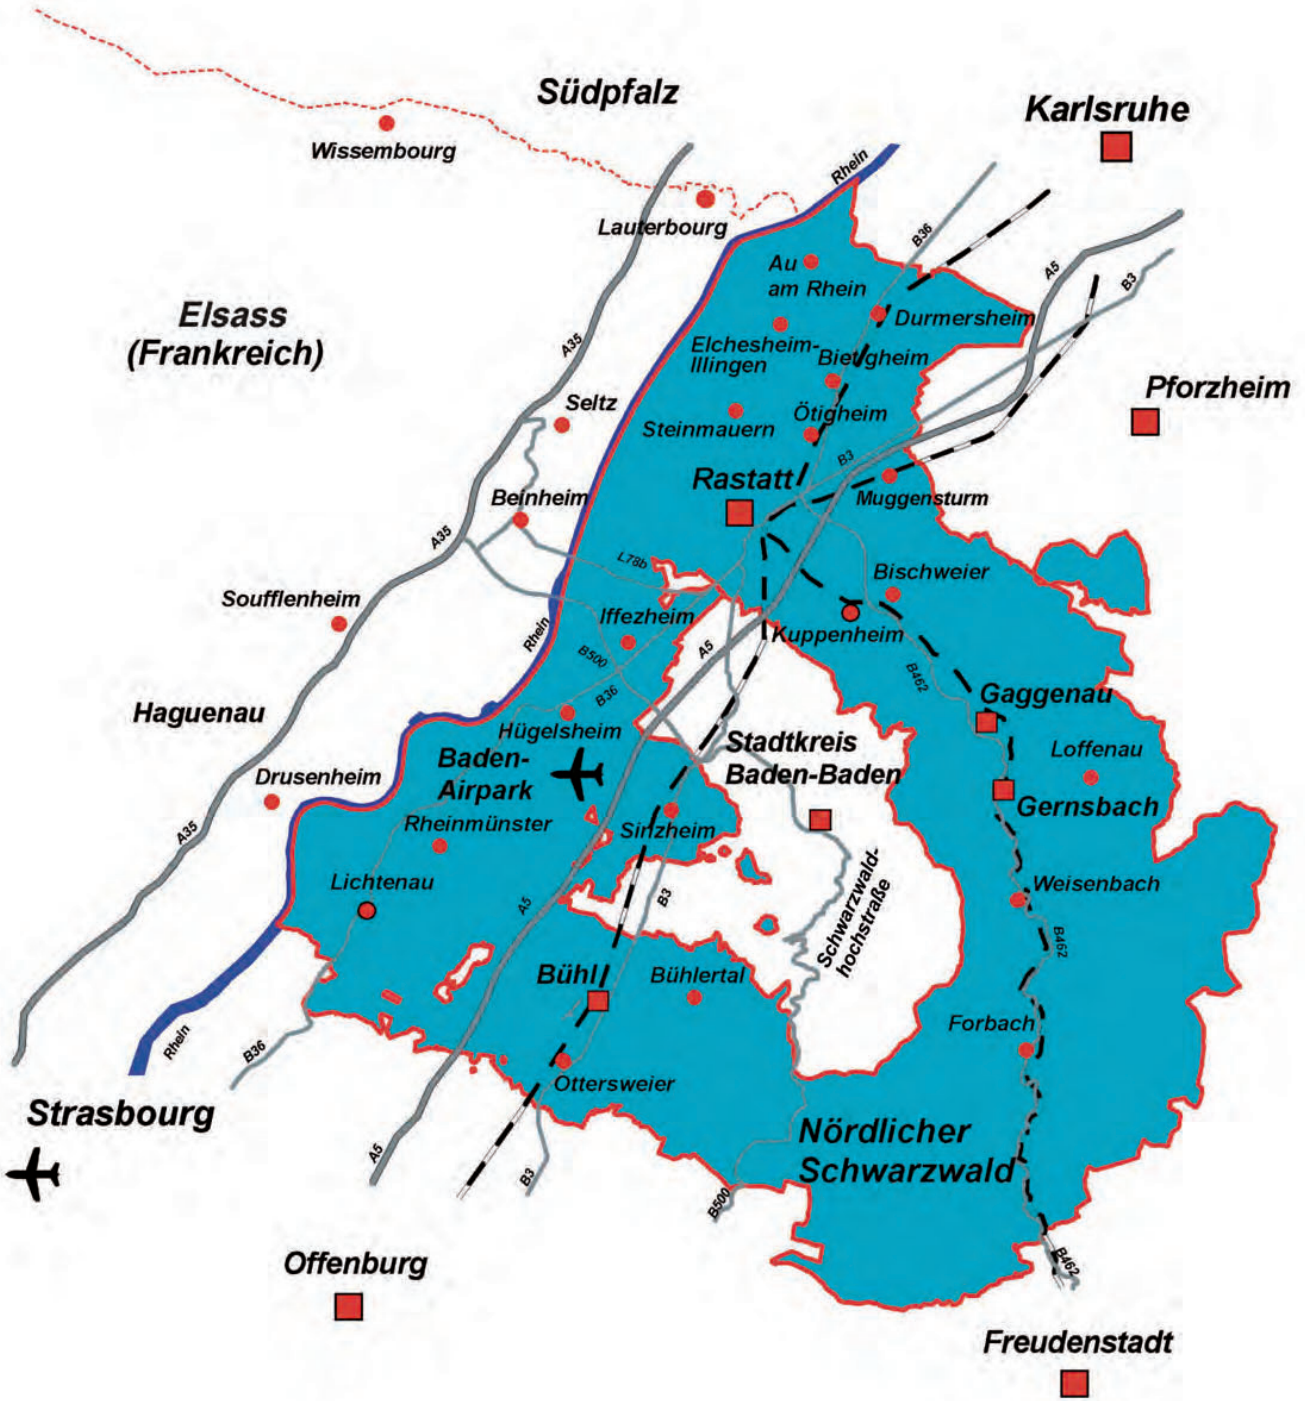 Südpfalz
Karlsruhe
Wissembourg
Rhein
Lauterbourg
B36
Au
am Rhein
A5
B3
Elsass
(Frankreich)
Durmersheim
A35
Elchesheim-
Illingen
Bietigheim
Pforzheim
Seltz
Steinmauern
Ötigheim
B3
Rastatt
Muggensturm
Beinheim
A35
L78b
Bischweier
Soufflenheim
Iffezheim
Rhein
Kuppenheim
A5
B500
B36
B462
Gaggenau
Haguenau
Hügelsheim
Stadtkreis
Baden-Baden
Loffenau
Baden-
Airpark
Drusenheim
Gernsbach
Rheinmünster
Sinzheim
A35
Lichtenau
Weisenbach
B3
A5
Schwarzwald-
hochstraße
B462
Bühl
Bühlertal
Forbach
Rhein
B36
Ottersweier
Strasbourg
Nördlicher
Schwarzwald
A5
B3
B500
B462
Offenburg
Freudenstadt